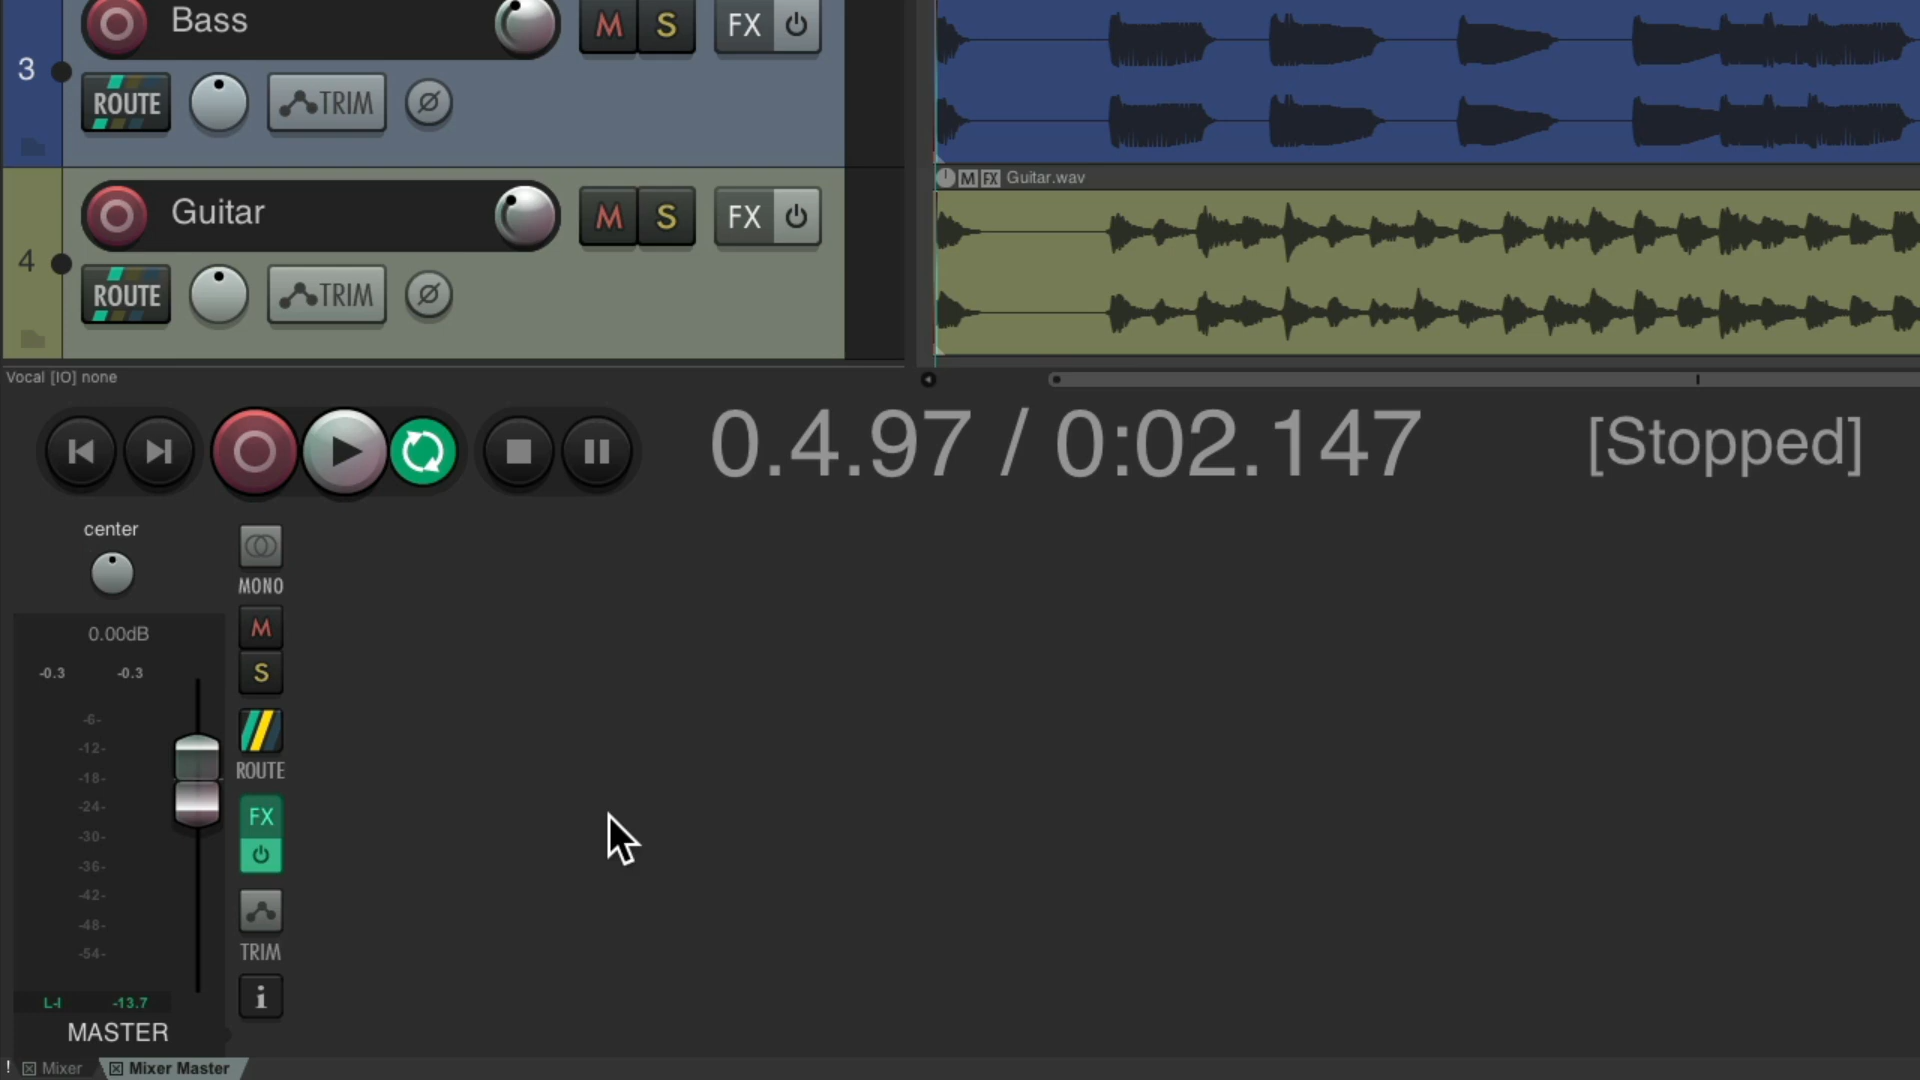 Bass
M S FX
3
ROUTE TRIM
M FX Guitar.wav
Guitar
M S FX
4
ROUTE TRIM
Vocal [IO] none
0.4.97 / 0:02.147
[Stopped]
center
MONO
0.00dB
M
-0.3 -0.3
S
-6-
-12-
ROUTE
-18-
-24-
FX
-30-
-36-
-42-
-48-
TRIM
-54-
i
L-I -13.7
MASTER
! Mixer Mixer Master